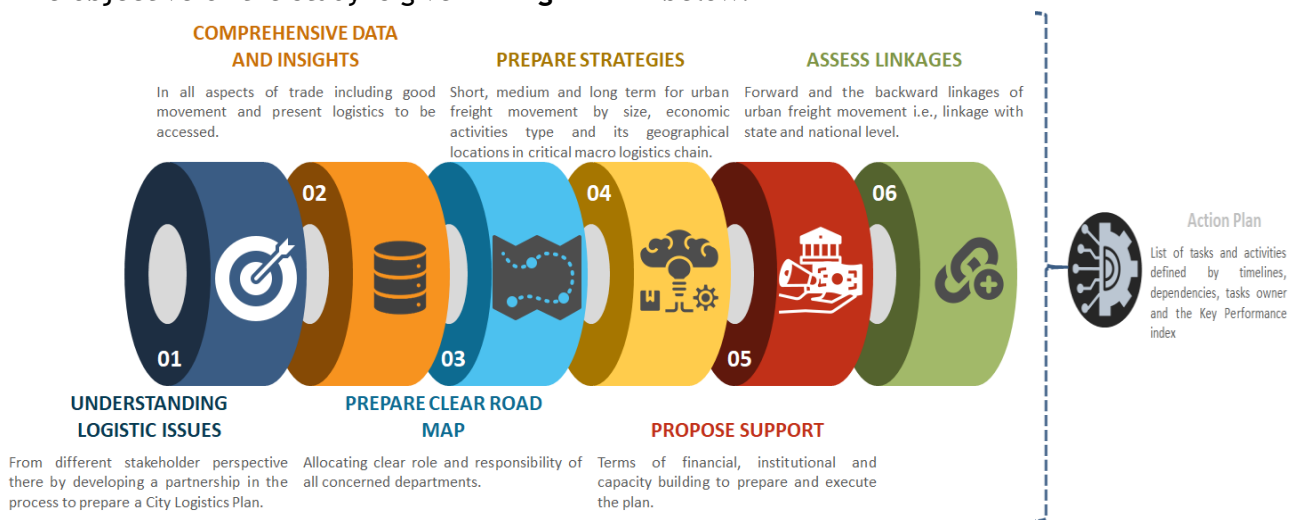 COMPREHENSIVE DATA
AND INSIGHTS
In all aspects of trade including good
movement and present logistics to be
accessed.
PREPARE STRATEGIES
Short, medium and long term for urban
freight movement by size, economic
activities type and its geographical
locations in critical macro logistics chain.
ASSESS LINKAGES
Forward and the backward linkages of
urban freight movement i.e., linkage with
state and national level.
02
04
06
01
03
05
UNDERSTANDING
LOGISTIC ISSUES
From different stakeholder perspective
there by developing a partnership in the
process to prepare a City Logistics Plan.
PREPARE CLEAR ROAD
MAP
Allocating clear role and responsibility of
all concerned departments.
PROPOSE SUPPORT
Terms of financial, institutional and
capacity building to prepare and execute
the plan.
Action Plan
List of tasks and activities
defined by timelines,
dependencies, tasks owner
and the Key Performance
index